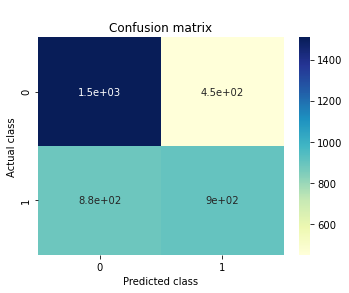 Confusion matrix
1400
1200
1000
800
600
0
1
Actual class
1.5e+03 4.5e+02
8.8e+02 9e+02
0 1
Predicted class